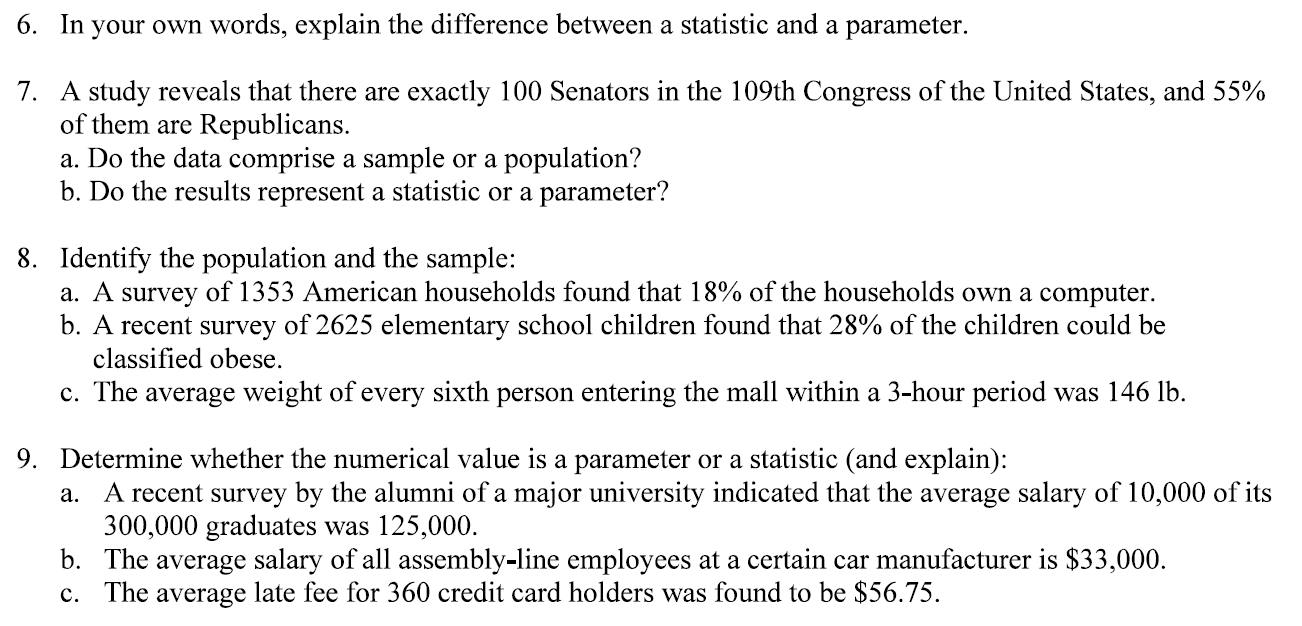 6. In your own words, explain the difference between a statistic and a parameter.
7. A study reveals that there are exactly 100 Senators in the 109th Congress of the United States, and 55%
of them are Republicans.
a. Do the data comprise a sample or a population?
b. Do the results represent a statistic or a parameter?
8. Identify the population and the sample:
a. A survey of 1353 American households found that 18% of the households own a computer.
b. A recent survey of 2625 elementary school children found that 28% of the children could be
classified obese.
c. The average weight of every sixth person entering the mall within a 3-hour period was 146 lb.
9. Determine whether the numerical value is a parameter or a statistic (and explain):
a. A recent survey by the alumni of a major university indicated that the average salary of 10,000 of its
300,000 graduates was 125,000.
b. The average salary of all assembly-line employees at a certain car manufacturer is $33,000.
c. The average late fee for 360 credit card holders was found to be $56.75.